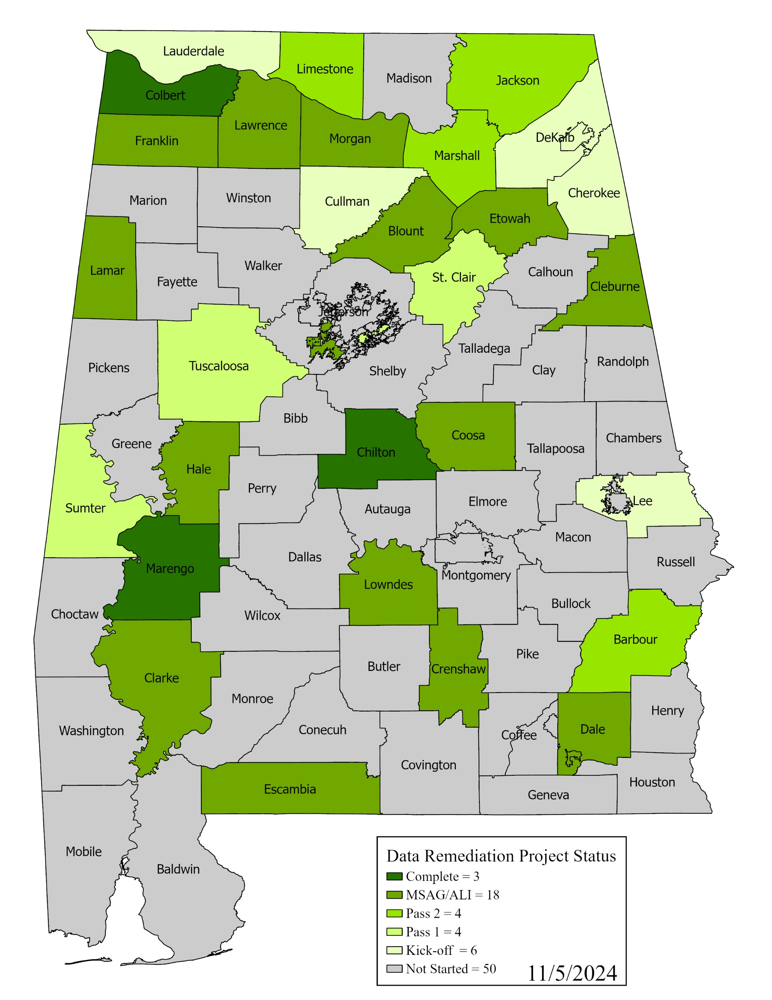 Lauderdale
Limestone
Madison
Jackson
Colbert
Lawrence
Franklin
Morgan
DeKalb
Marshall
Cherokee
Marion
Winston
Cullman
Etowah
Blount
Walker
Lamar
Calhoun
St. Clair
Fayette
Cleburne
Jefferson
Talladega
Randolph
Tuscaloosa
Pickens
Clay
Shelby
Bibb
Coosa
Chambers
Greene
Tallapoosa
Chilton
Hale
Perry
Lee
Elmore
Sumter
Autauga
Macon
Dallas
Russell
Marengo
Montgomery
Lowndes
Bullock
Choctaw
Wilcox
Barbour
Pike
Butler
Crenshaw
Clarke
Monroe
Henry
Dale
Conecuh
Washington
Coffee
Covington
Houston
Escambia
Geneva
Mobile
Baldwin
Data Remediation Project Status
Complete = 3
MSAG/ALI = 18
Pass 2 = 4
Pass 1 = 4
Kick-off = 6
Not Started = 50
11/5/2024